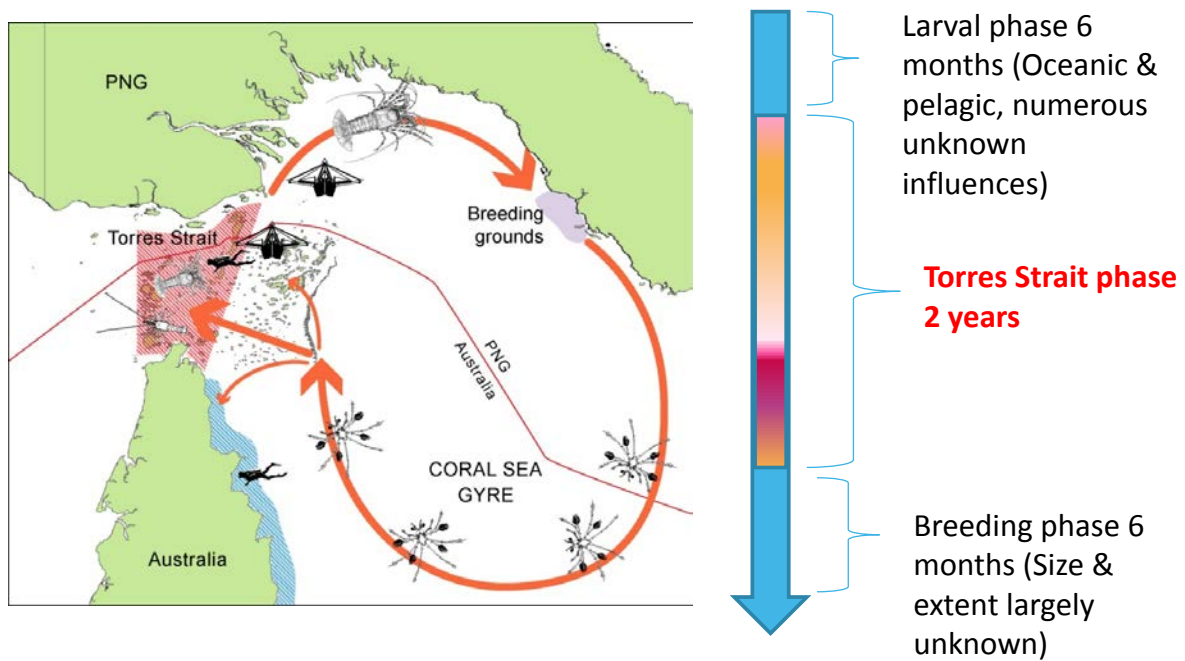 PNG
Torres Strait
Breeding
grounds
PNG
Australia
CORAL SEA
GYRE
Australia
Larval phase 6
months (Oceanic &
pelagic, numerous
unknown
influences)
Torres Strait phase
2 years
Breeding phase 6
months (Size &
extent largely
unknown)